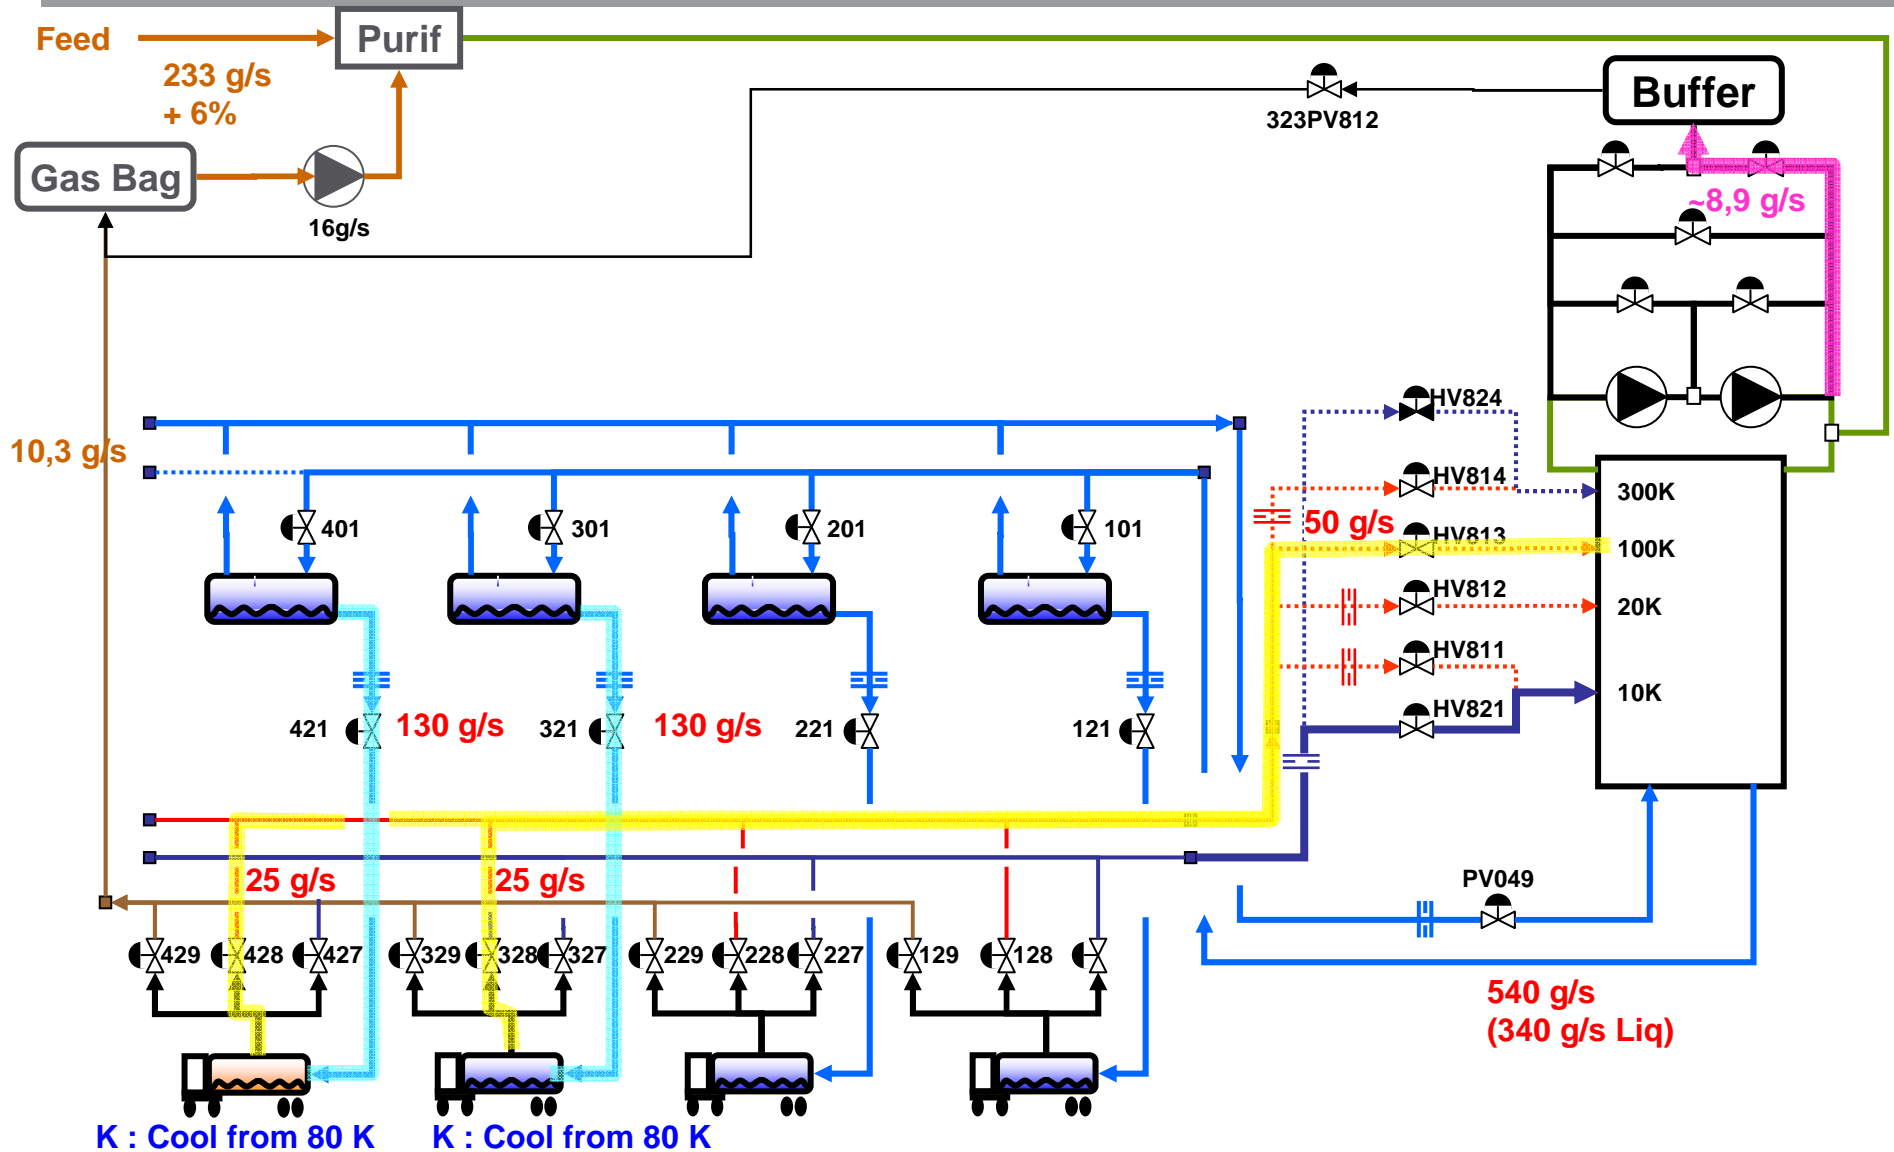 Feed
Purif
233 g/s
+ 6%
Buffer
323PV812
Gas Bag
16g/s
~8,9 g/s
HV824
10,3 g/s
HV814
300K
401
301
201
101
50 g/s
HV813
100K
HV812
20K
HV811
10K
421
130 g/s
321
130 g/s
221
121
HV821
25 g/s
25 g/s
PV049
429
428
427
329
328
327
229
228
227
129
128
540 g/s
(340 g/s Liq)
K : Cool from 80 K
K : Cool from 80 K